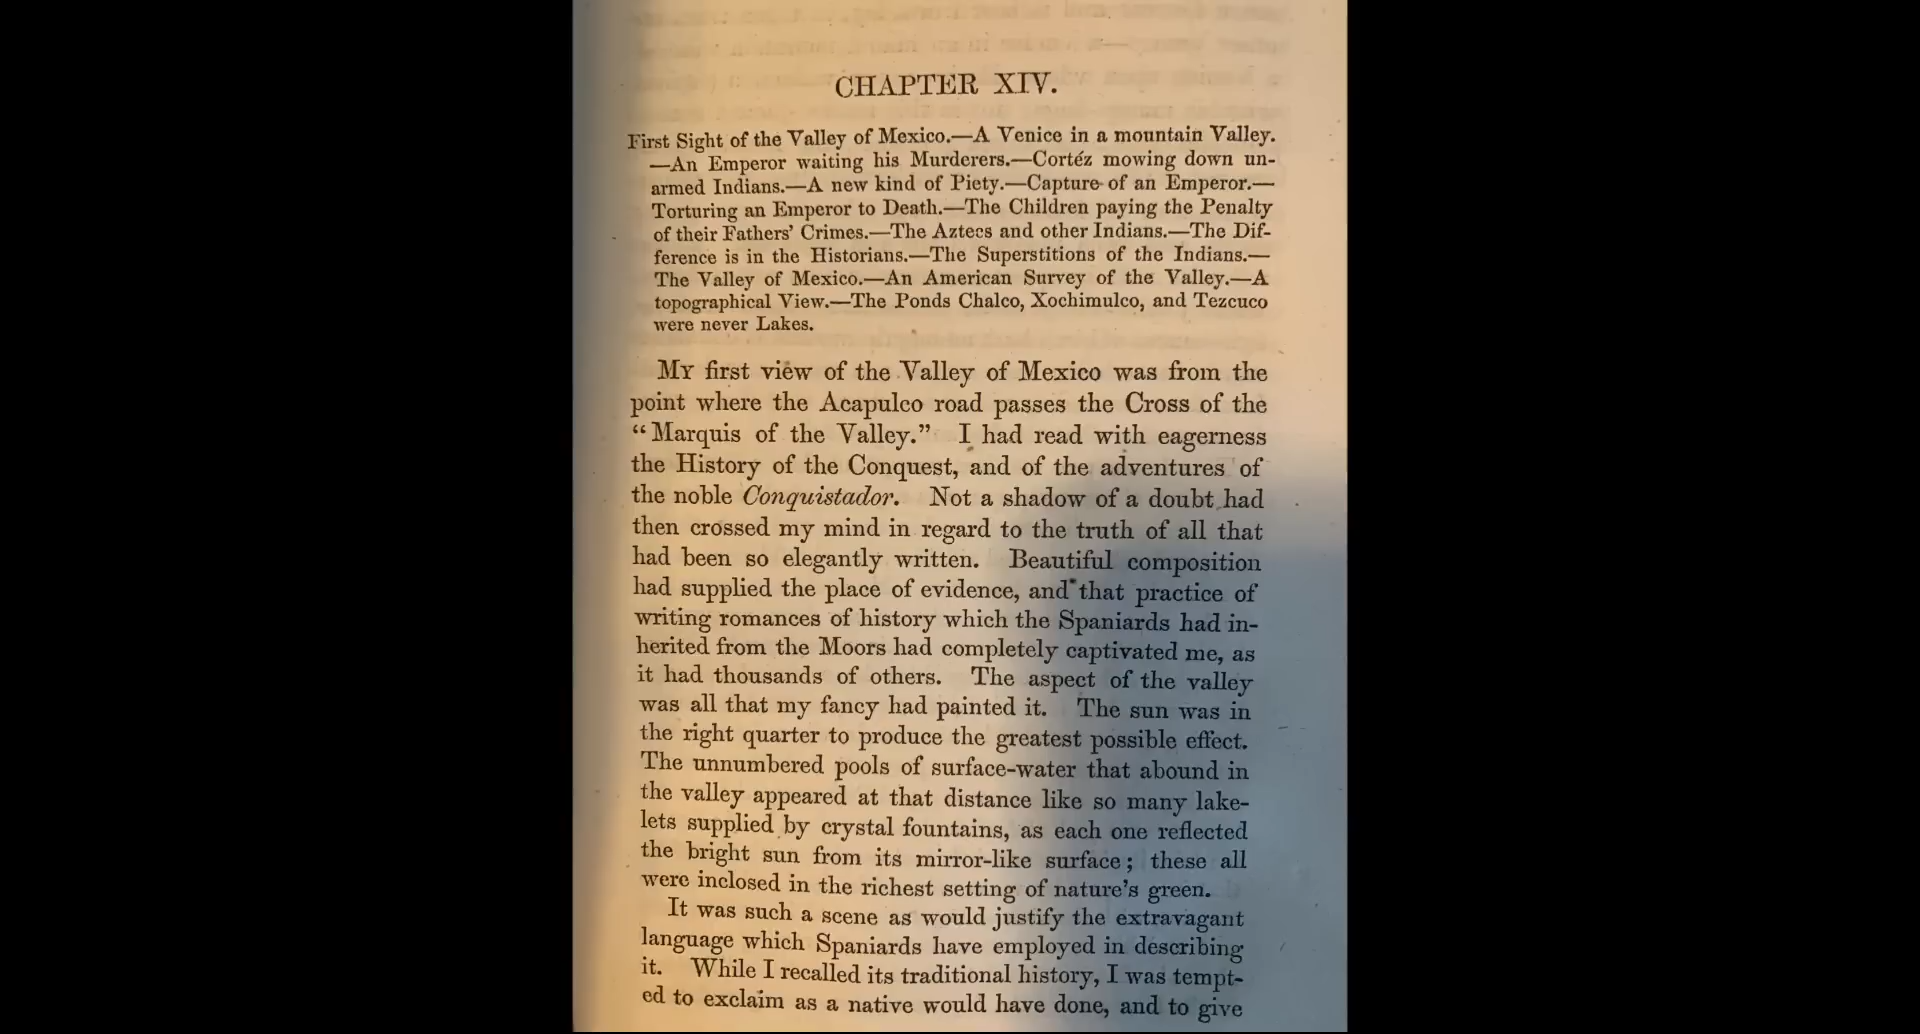 CHAPTER XIV.
First Sight of the Valley of Mexico.—A Venice in a mountain Valley.
—An Emperor waiting his Murderers.—Cortéz mowing down un-
armed Indians.—A new kind of Piety.—Capture of an Emperor.—
Torturing an Emperor to Death.—The Children paying the Penalty
of their Fathers' Crimes.—The Aztecs and other Indians.—The Dif-
ference is in the Historians.—The Superstitions of the Indians.—
The Valley of Mexico.—An American Survey of the Valley.—A
topographical View.—The Ponds Chalco, Xochimulco, and Tezcuco
were never Lakes.
My first view of the Valley of Mexico was from the
point where the Acapulco road passes the Cross of the
“Marquis of the Valley.” I had read with eagerness
the History of the Conquest, and of the adventures of
the noble Conquistador. Not a shadow of a doubt had
then crossed my mind in regard to the truth of all that
had been so elegantly written. Beautiful composition
had supplied the place of evidence, and that practice of
writing romances of history which the Spaniards had in-
herited from the Moors had completely captivated me, as
it had thousands of others. The aspect of the valley
was all that my fancy had painted it. The sun was in
the right quarter to produce the greatest possible effect.
The unnumbered pools of surface-water that abound in
the valley appeared at that distance like so many lake-
lets supplied by crystal fountains, as each one reflected
the bright sun from its mirror-like surface; these all
were inclosed in the richest setting of nature's green.
It was such a scene as would justify the extravagant
language which Spaniards have employed in describing
it. While I recalled its traditional history, I was tempt-
ed to exclaim as a native would have done, and to give